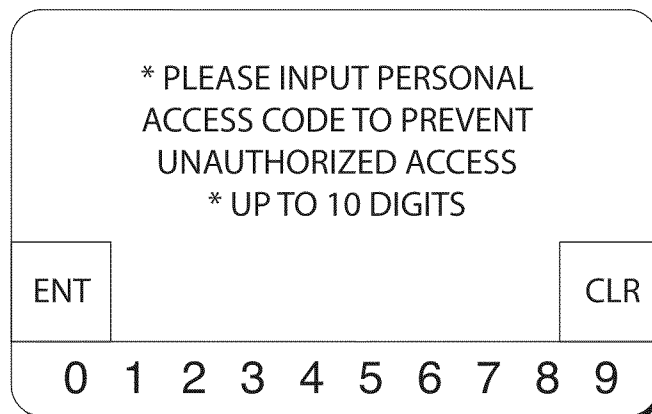 * PLEASE INPUT PERSONAL
ACCESS CODE TO PREVENT
UNAUTHORIZED ACCESS
* UP TO 10 DIGITS
ENT CLR
0 1 2 3 4 5 6 7 8 9